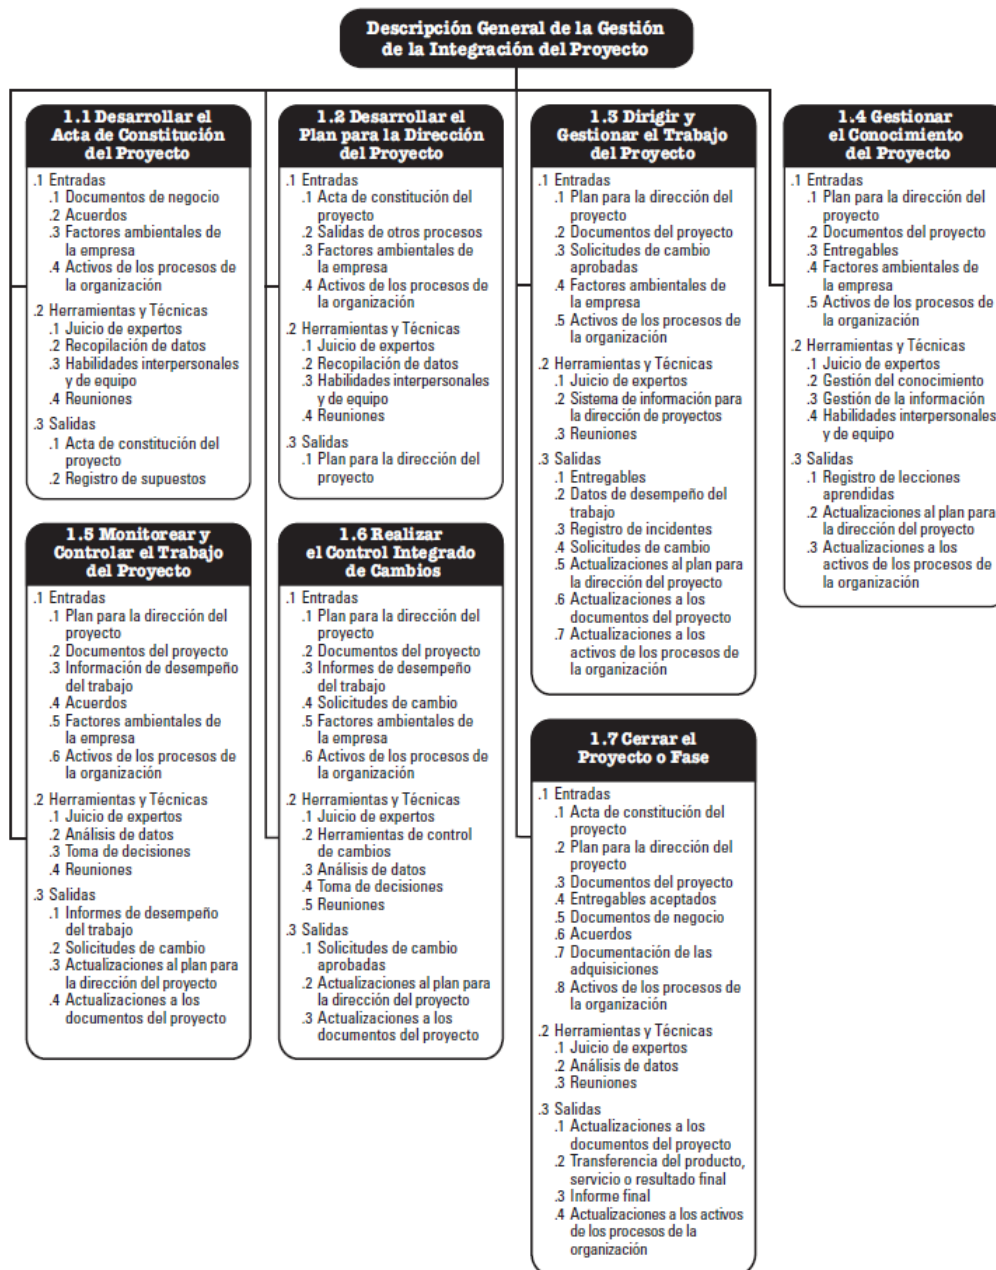 Descripción General de la Gestión
de la Integración del Proyecto
1.1 Desarrollar el
Acta de Constitución
del Proyecto
.1 Entradas
.1 Documentos de negocio
.2 Acuerdos
.3 Factores ambientales de
la empresa
.4 Activos de los procesos de
la organización
.2 Herramientas y Técnicas
.1 Juicio de expertos
.2 Recopilación de datos
.3 Habilidades interpersonales
y de equipo
.4 Reuniones
.3 Salidas
.1 Acta de constitución del
proyecto
.2 Registro de supuestos
1.2 Desarrollar el
Plan para la Dirección
del Proyecto
.1 Entradas
.1 Acta de constitución del
proyecto
.2 Salidas de otros procesos
.3 Factores ambientales de
la empresa
.4 Activos de los procesos de
la organización
.2 Herramientas y Técnicas
.1 Juicio de expertos
.2 Recopilación de datos
.3 Habilidades interpersonales
y de equipo
.4 Reuniones
.3 Salidas
.1 Plan para la dirección del
proyecto
1.3 Dirigir y
Gestionar el Trabajo
del Proyecto
.1 Entradas
.1 Plan para la dirección del
proyecto
.2 Documentos del proyecto
.3 Solicitudes de cambio
aprobadas
.4 Factores ambientales de
la empresa
.5 Activos de los procesos de
la organización
.2 Herramientas y Técnicas
.1 Juicio de expertos
.2 Sistema de información para
la dirección de proyectos
.3 Reuniones
.3 Salidas
.1 Entregables
.2 Datos de desempeño del
trabajo
.3 Registro de incidentes
.4 Solicitudes de cambio
.5 Actualizaciones al plan para
la dirección del proyecto
.6 Actualizaciones a los
documentos del proyecto
.7 Actualizaciones a los
activos de los procesos de
la organización
1.4 Gestionar
el Conocimiento
del Proyecto
.1 Entradas
.1 Plan para la dirección del
proyecto
.2 Documentos del proyecto
.3 Entregables
.4 Factores ambientales de
la empresa
.5 Activos de los procesos de
la organización
.2 Herramientas y Técnicas
.1 Juicio de expertos
.2 Gestión del conocimiento
.3 Gestión de la información
.4 Habilidades interpersonales
y de equipo
.3 Salidas
.1 Registro de lecciones
aprendidas
.2 Actualizaciones al plan para
la dirección del proyecto
.3 Actualizaciones a los
activos de los procesos de
la organización
1.5 Monitorear y
Controlar el Trabajo
del Proyecto
.1 Entradas
.1 Plan para la dirección del
proyecto
.2 Documentos del proyecto
.3 Información de desempeño
del trabajo
.4 Acuerdos
.5 Factores ambientales de
la empresa
.6 Activos de los procesos de
la organización
.2 Herramientas y Técnicas
.1 Juicio de expertos
.2 Análisis de datos
.3 Toma de decisiones
.4 Reuniones
.3 Salidas
.1 Informes de desempeño
del trabajo
.2 Solicitudes de cambio
.3 Actualizaciones al plan para
la dirección del proyecto
.4 Actualizaciones a los
documentos del proyecto
1.6 Realizar
el Control Integrado
de Cambios
.1 Entradas
.1 Plan para la dirección del
proyecto
.2 Documentos del proyecto
.3 Informes de desempeño
del trabajo
.4 Solicitudes de cambio
.5 Factores ambientales de
la empresa
.6 Activos de los procesos de
la organización
.2 Herramientas y Técnicas
.1 Juicio de expertos
.2 Herramientas de control
de cambios
.3 Análisis de datos
.4 Toma de decisiones
.5 Reuniones
.3 Salidas
.1 Solicitudes de cambio
aprobadas
.2 Actualizaciones al plan para
la dirección del proyecto
.3 Actualizaciones a los
documentos del proyecto
1.7 Cerrar el
Proyecto o Fase
.1 Entradas
.1 Acta de constitución del
proyecto
.2 Plan para la dirección del
proyecto
.3 Documentos del proyecto
.4 Entregables aceptados
.5 Documentos de negocio
.6 Acuerdos
.7 Documentación de las
adquisiciones
.8 Activos de los procesos de
la organización
.2 Herramientas y Técnicas
.1 Juicio de expertos
.2 Análisis de datos
.3 Reuniones
.3 Salidas
.1 Actualizaciones a los
documentos del proyecto
.2 Transferencia del producto,
servicio o resultado final
.3 Informe final
.4 Actualizaciones a los activos
de los procesos de la
organización